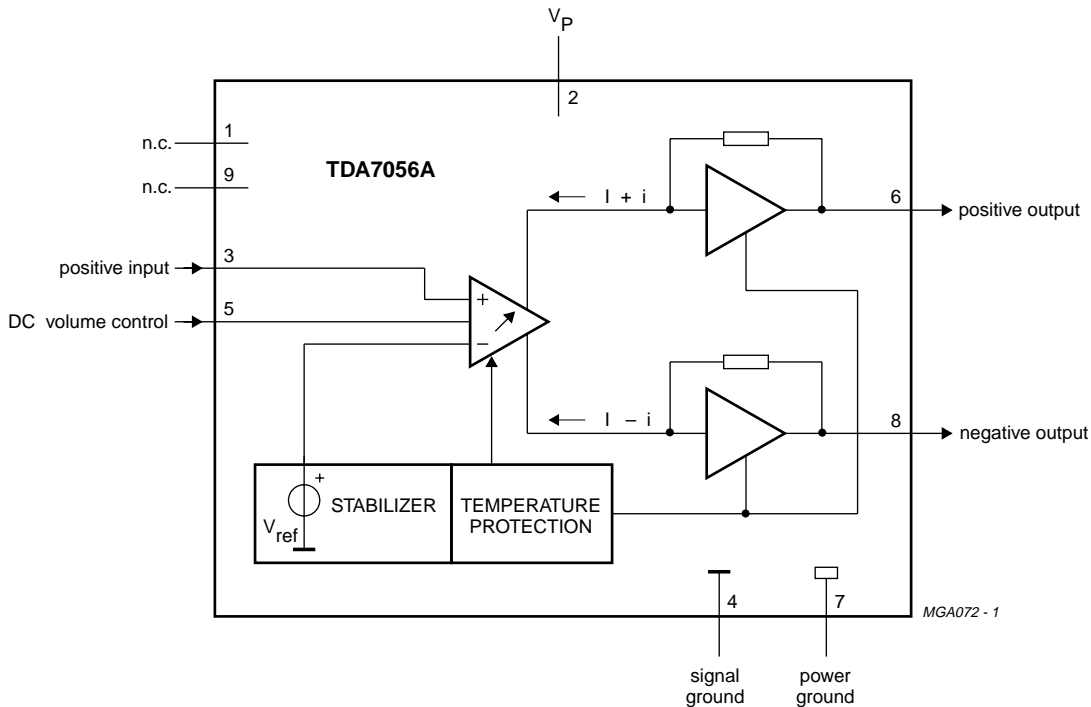 V P
2
n.c.
1
TDA7056A
n.c.
9
I + i
6
positive output
positive input
3
+
DC volume control
5
−
I − i
8
negative output
+
STABILIZER
V ref
TEMPERATURE
PROTECTION
4
7
MGA072 - 1
signal
ground
power
ground